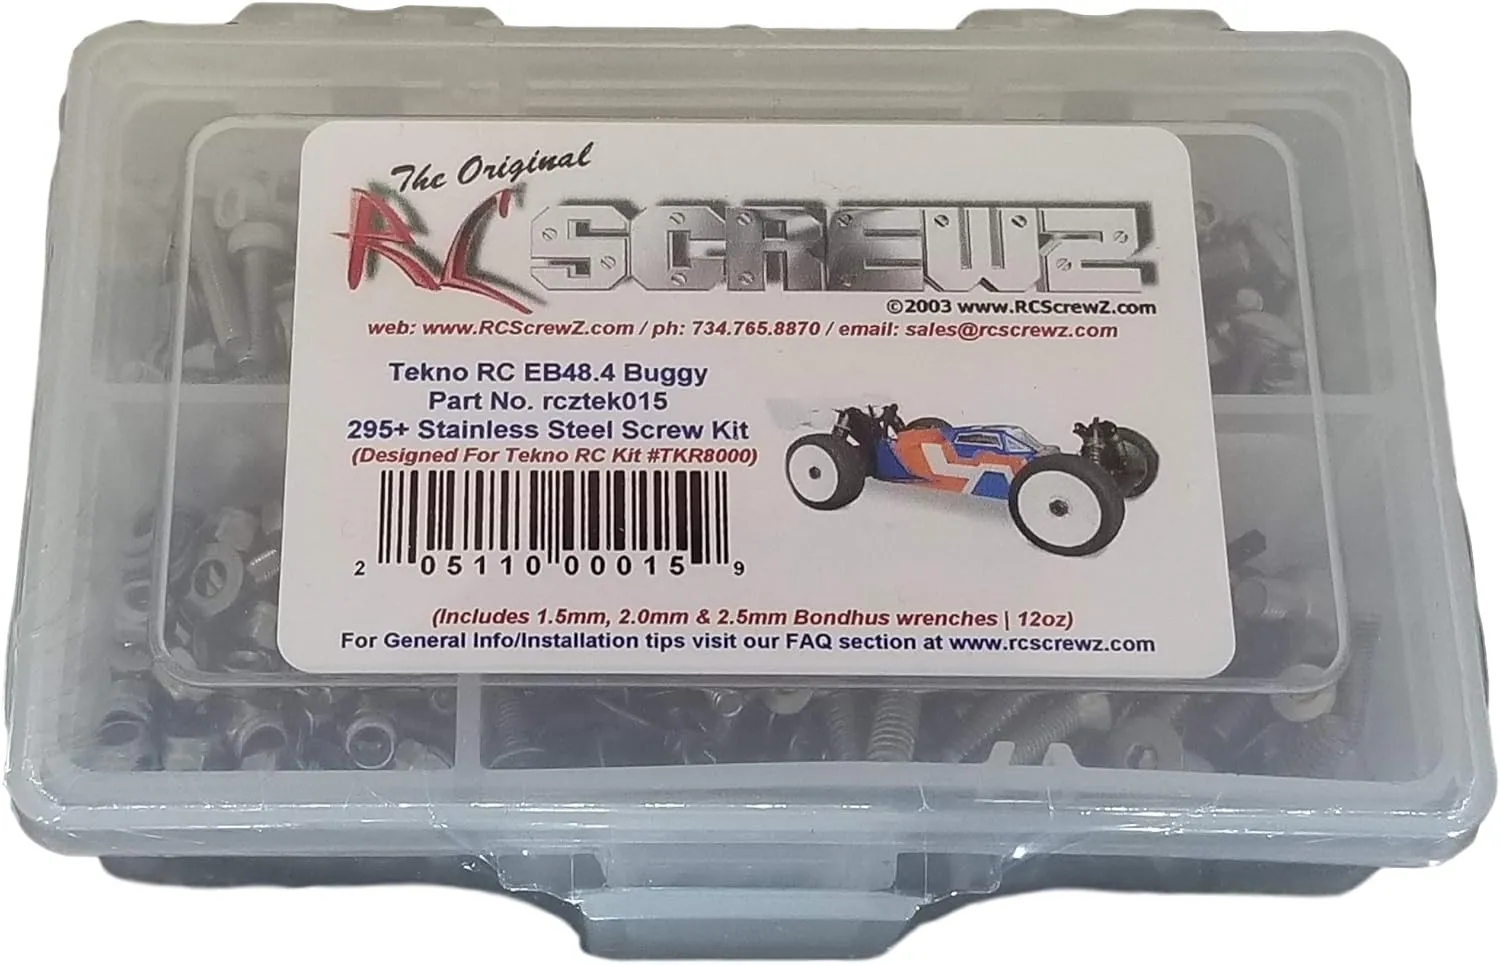 The Original
RC SCREWZ
©2003 www.RCScrewZ.com
web: www.RCScrewZ.com / ph: 734.765.8870 / email: sales@rcscrewz.com
Tekno RC EB48.4 Buggy
Part No. rcztek015
295+ Stainless Steel Screw Kit
(Designed For Tekno RC Kit #TKR8000)
2 05110 00015 9
(Includes 1.5mm, 2.0mm & 2.5mm Bondhus wrenches | 12oz)
For General Info/Installation tips visit our FAQ section at www.rcscrewz.com